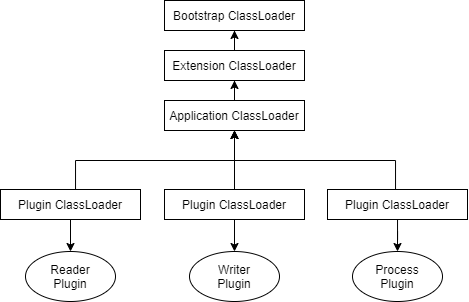 Bootstrap ClassLoader
Extension ClassLoader
Application ClassLoader
Plugin ClassLoader
Plugin ClassLoader
Plugin ClassLoader
Reader
Plugin
Writer
Plugin
Process
Plugin